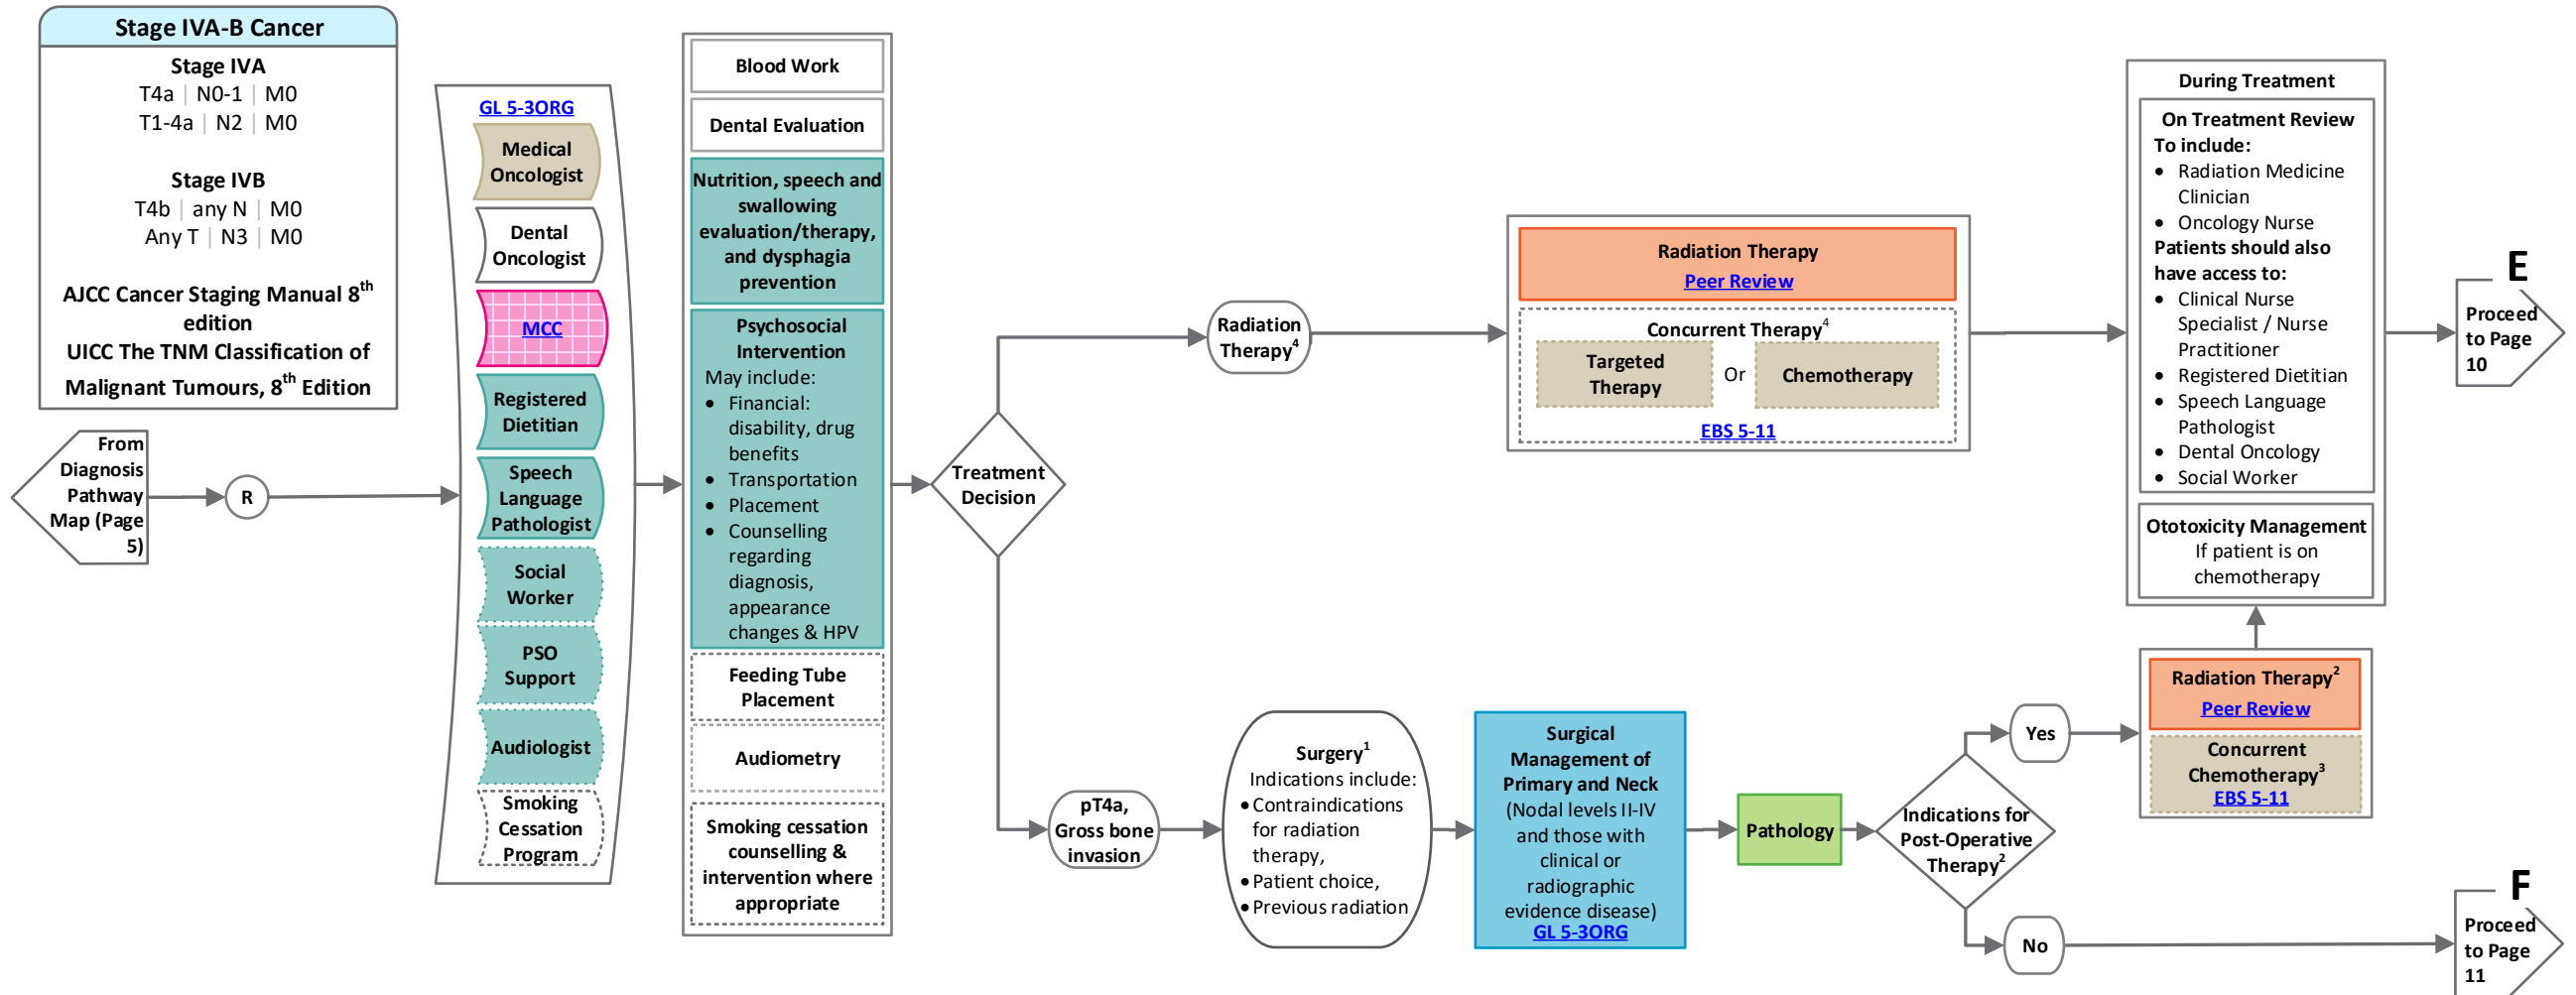 Stage IVA-B Cancer
Stage IVA
T4a | N0-1 | M0
T1-4a | N2 | M0
Stage IVB
T4b | any N | M0
Any T | N3 | M0
AJCC Cancer Staging Manual 8th
edition
UICC The TNM Classification of
Malignant Tumours, 8th Edition
From
Diagnosis
Pathway
Map (Page
5)
R
GL 5-3ORG
Medical
Oncologist
Dental
Oncologist
MCC
Registered
Dietitian
Speech
Language
Pathologist
Social
Worker
PSO
Support
Audiologist
Smoking
Cessation
Program
Blood Work
Dental Evaluation
Nutrition, speech and
swallowing
evaluation/therapy,
and dysphagia
prevention
Psychosocial
Intervention
May include:
• Financial:
disability, drug
benefits
• Transportation
• Placement
• Counselling
regarding
diagnosis,
appearance
changes & HPV
Feeding Tube
Placement
Audiometry
Smoking cessation
counselling &
intervention where
appropriate
Treatment
Decision
Radiation
Therapy4
Radiation Therapy
Peer Review
Concurrent Therapy4
Targeted
Therapy
Or
Chemotherapy
EBS 5-11
pT4a,
Gross bone
invasion
Surgery1
Indications include:
• Contraindications
for radiation
therapy,
• Patient choice,
• Previous radiation
Surgical
Management of
Primary and Neck
(Nodal levels II-IV
and those with
clinical or
radiographic
evidence disease)
GL 5-3ORG
Pathology
Indications for
Post-Operative
Therapy2
Yes
No
Radiation Therapy2
Peer Review
Concurrent
Chemotherapy3
EBS 5-11
During Treatment
On Treatment Review
To include:
• Radiation Medicine
Clinician
• Oncology Nurse
Patients should also
have access to:
• Clinical Nurse
Specialist / Nurse
Practitioner
• Registered Dietitian
• Speech Language
Pathologist
• Dental Oncology
• Social Worker
Ototoxicity Management
If patient is on
chemotherapy
E
Proceed
to Page
10
F
Proceed
to Page
11